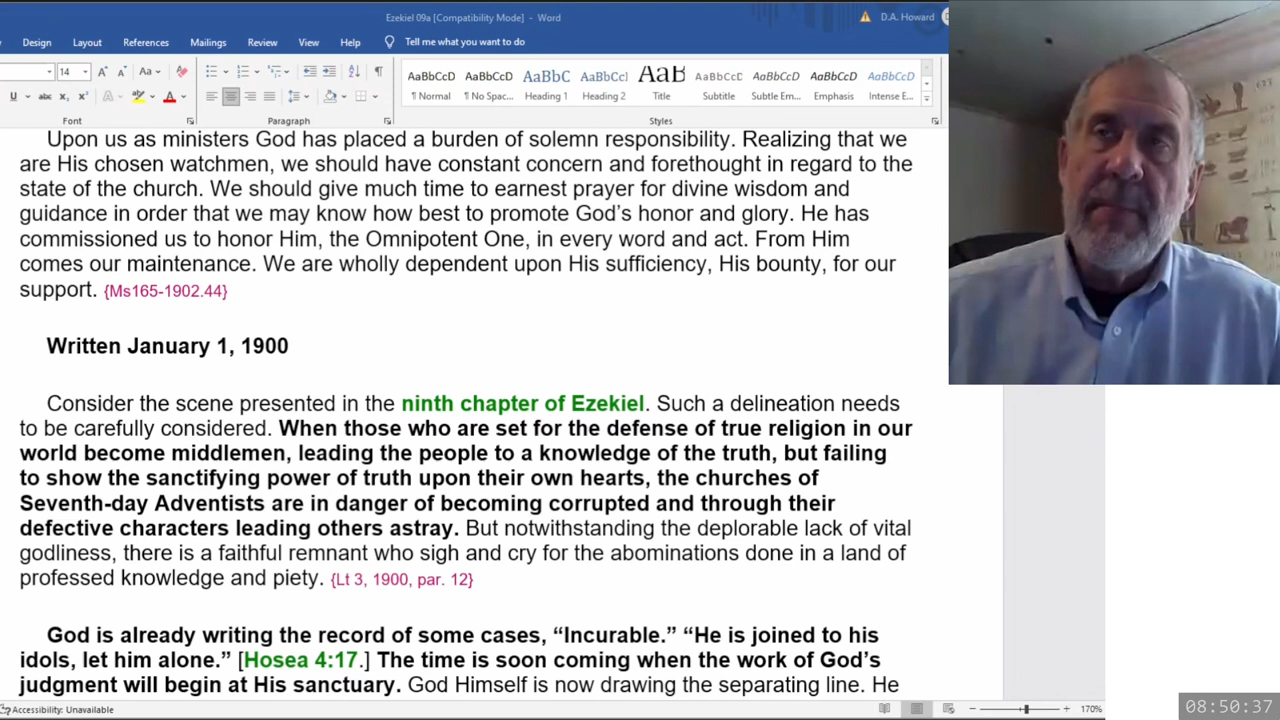 Ezekiel 09a [Compatibility Mode] - Word
D.A. Howard
Design Layout References Mailings Review View Help Tell me what you want to do
14 Aa
AaBbCcD AaBbCcD AaBbC AaBbCcI AaB AaBbCcD AaBbCcD AaBbCcD AaBbCcD
¶ Normal ¶ No Spac... Heading 1 Heading 2 Title Subtitle Subtle Em... Emphasis Intense E...
Font Paragraph Styles
Upon us as ministers God has placed a burden of solemn responsibility. Realizing that we
are His chosen watchmen, we should have constant concern and forethought in regard to the
state of the church. We should give much time to earnest prayer for divine wisdom and
guidance in order that we may know how best to promote God’s honor and glory. He has
commissioned us to honor Him, the Omnipotent One, in every word and act. From Him
comes our maintenance. We are wholly dependent upon His sufficiency, His bounty, for our
support. {Ms165-1902.44}
Written January 1, 1900
Consider the scene presented in the ninth chapter of Ezekiel. Such a delineation needs
to be carefully considered. When those who are set for the defense of true religion in our
world become middlemen, leading the people to a knowledge of the truth, but failing
to show the sanctifying power of truth upon their own hearts, the churches of
Seventh-day Adventists are in danger of becoming corrupted and through their
defective characters leading others astray. But notwithstanding the deplorable lack of vital
godliness, there is a faithful remnant who sigh and cry for the abominations done in a land of
professed knowledge and piety. {Lt 3, 1900, par. 12}
God is already writing the record of some cases, “Incurable.” “He is joined to his
idols, let him alone.” [Hosea 4:17.] The time is soon coming when the work of God’s
judgment will begin at His sanctuary. God Himself is now drawing the separating line. He
Accessibility: Unavailable
170%
08:50:37